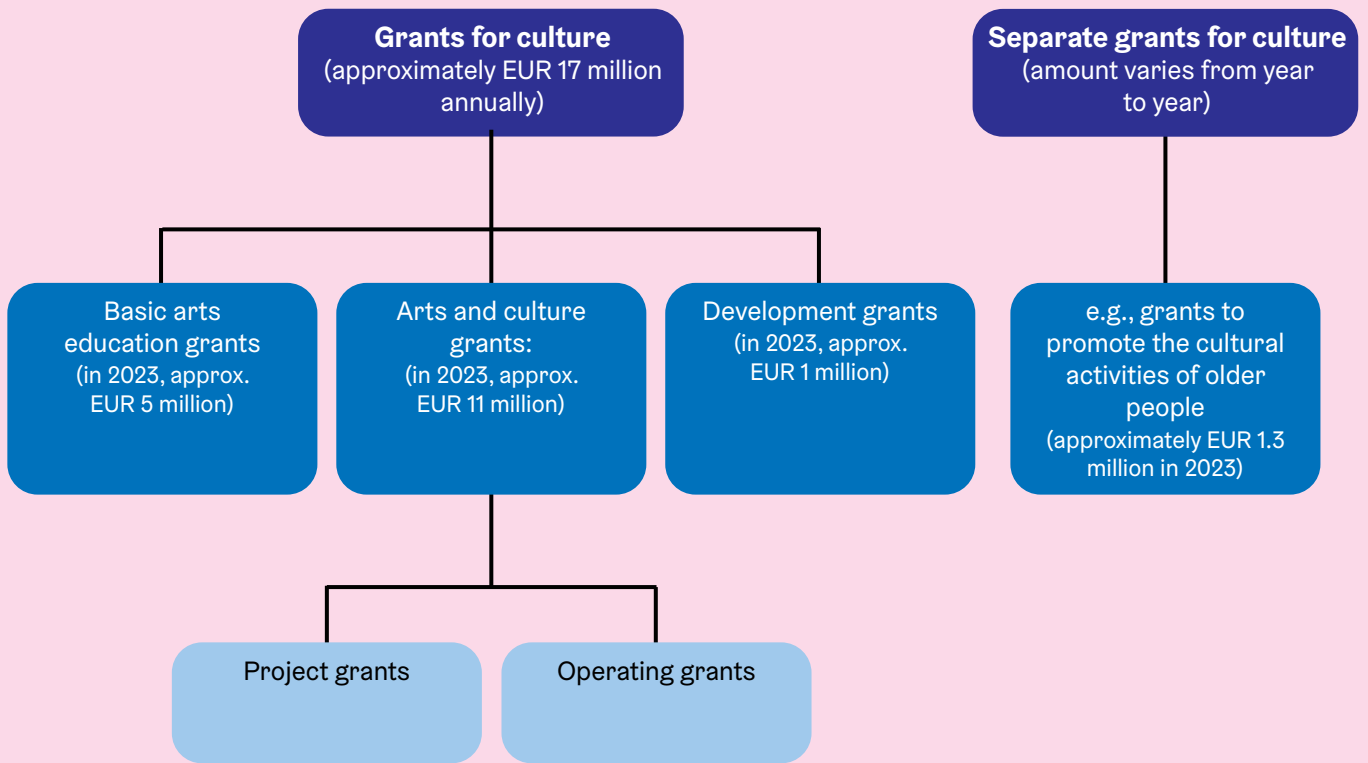 Grants for culture
(approximately EUR 17 million
annually)
Separate grants for culture
(amount varies from year
to year)
Basic arts
education grants
(in 2023, approx.
EUR 5 million)
Arts and culture
grants:
(in 2023, approx.
EUR 11 million)
Development grants
(in 2023, approx.
EUR 1 million)
e.g., grants to
promote the cultural
activities of older
people
(approximately EUR 1.3
million in 2023)
Project grants
Operating grants